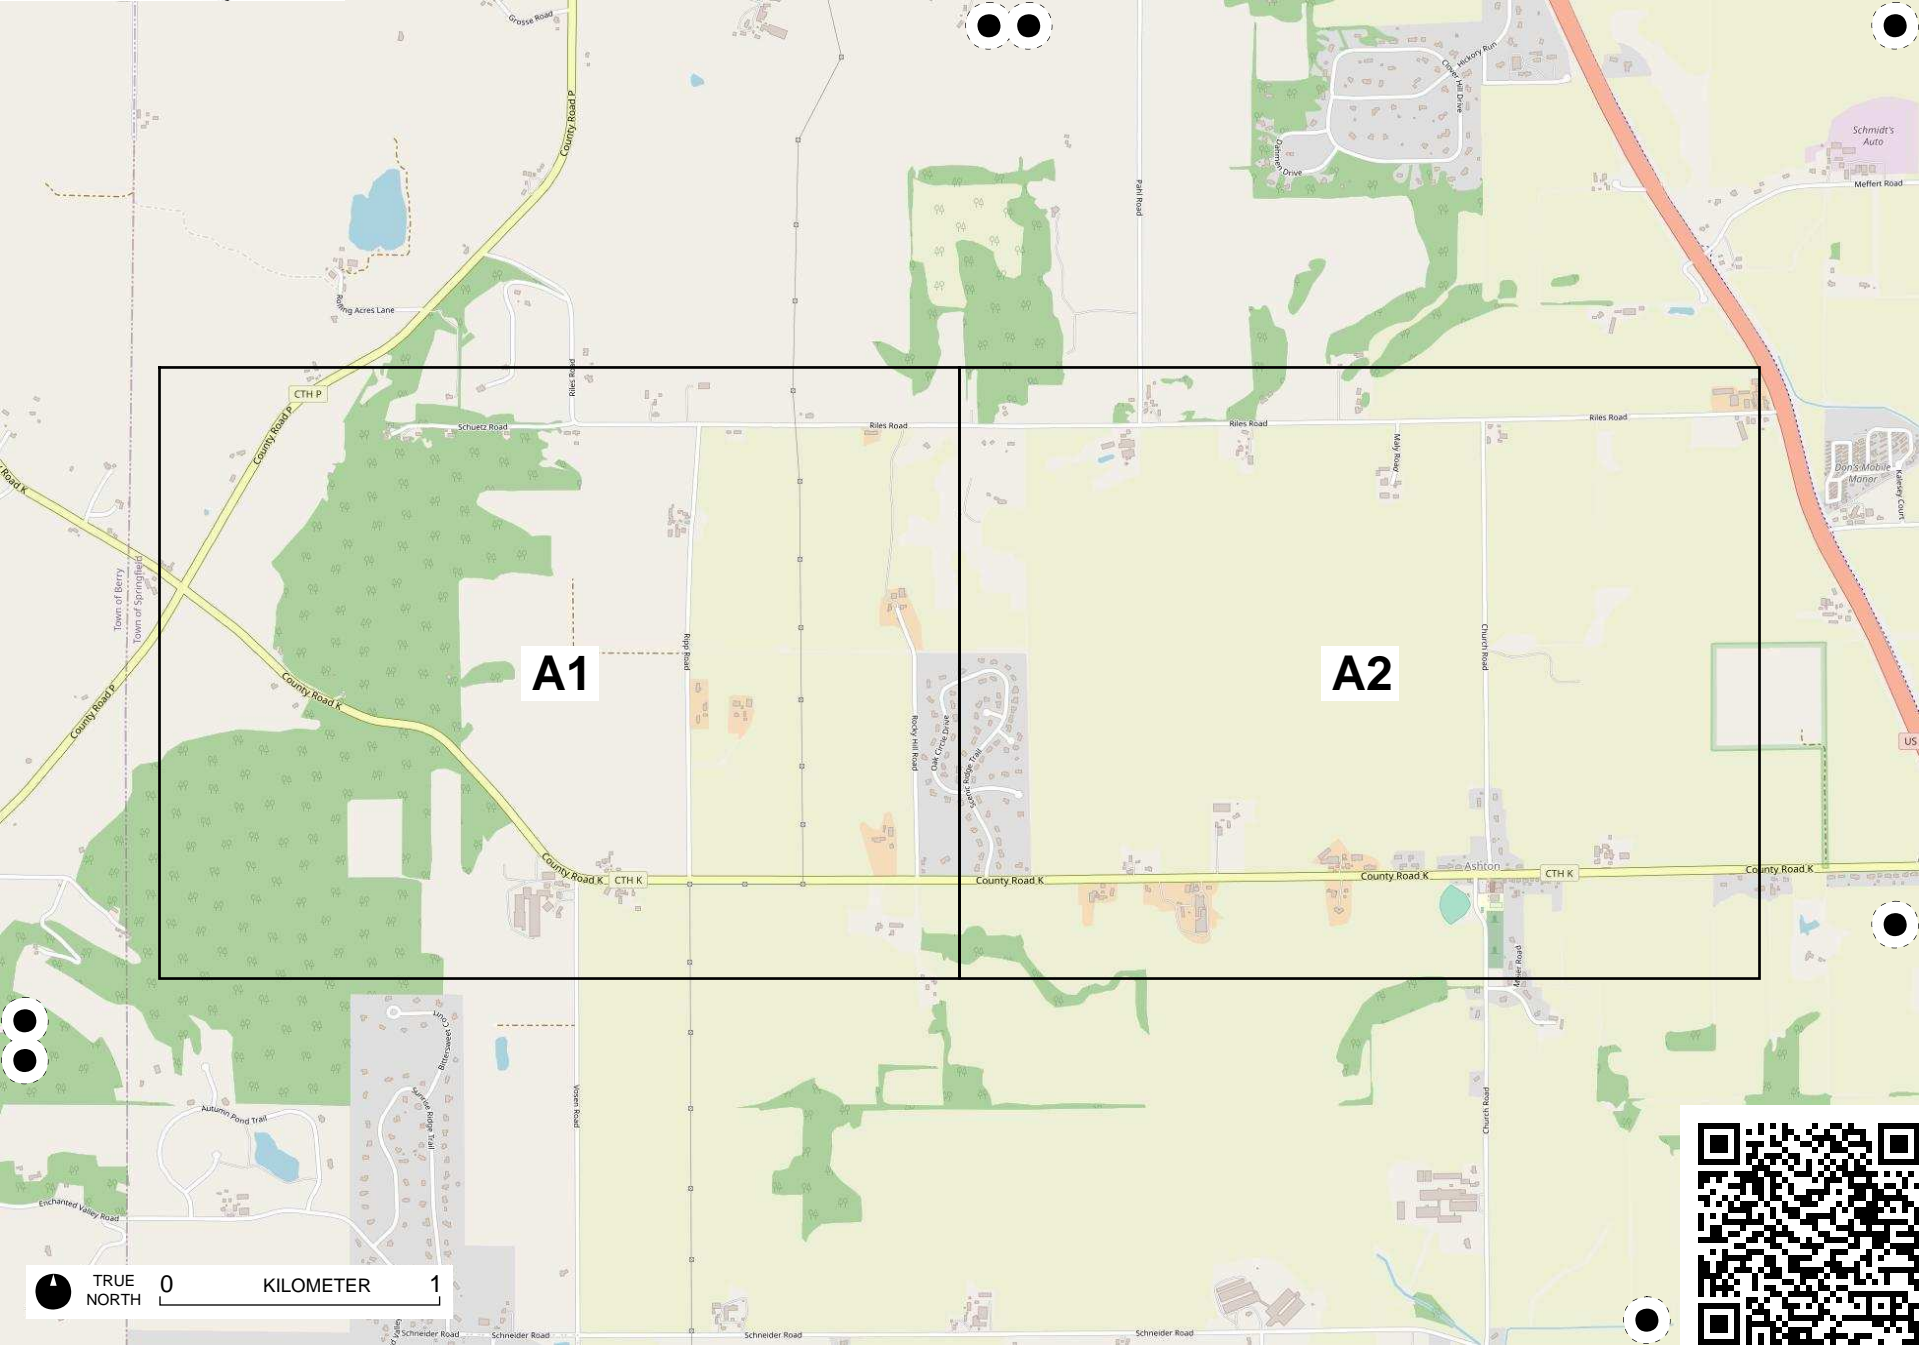 Grosse Road
County Road P
Pahl Road
Hickory Run
Clover Hill Drive
Dahmen Drive
Schmidt's
Auto
Meffert Road
Rolling Acres Lane
Riles Road
CTH P
County Road P
Schuetz Road
Riles Road
Riles Road
Riles Road
Maly Road
Don's Mobile
Manor
Kalesey Court
Road K
Town of Berry
Town of Springfield
Ripp Road
A1
A2
Church Road
County Road K
County Road P
Rocky Hill Road
Oak Circle Drive
Scenic Ridge Trail
US
County Road K
CTH K
County Road K
County Road K
Ashton
CTH K
County Road K
Meier Road
Bittersweet Court
Sunrise Ridge Trail
Vosen Road
Church Road
Autumn Pond Trail
Enchanted Valley Road
TRUE
NORTH
0 KILOMETER 1
Schneider Road
Schneider Road
Schneider Road
Schneider Road